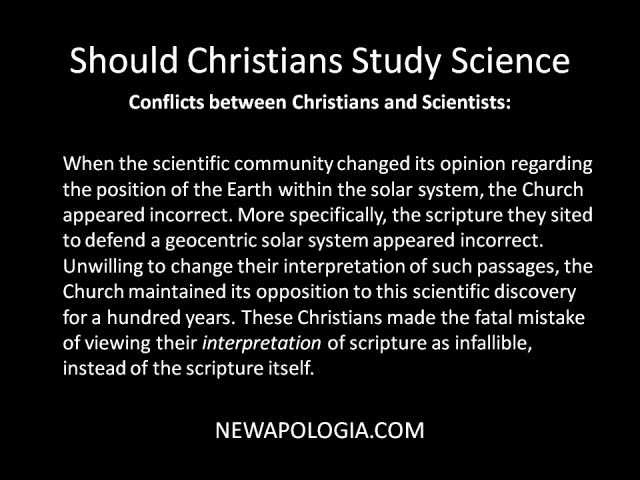 Should Christians Study Science
Conflicts between Christians and Scientists:
When the scientific community changed its opinion regarding
the position of the Earth within the solar system, the Church
appeared incorrect. More specifically, the scripture they sited
to defend a geocentric solar system appeared incorrect.
Unwilling to change their interpretation of such passages, the
Church maintained its opposition to this scientific discovery
for a hundred years. These Christians made the fatal mistake
of viewing their interpretation of scripture as infallible,
instead of the scripture itself.
NEWAPOLOGIA.COM